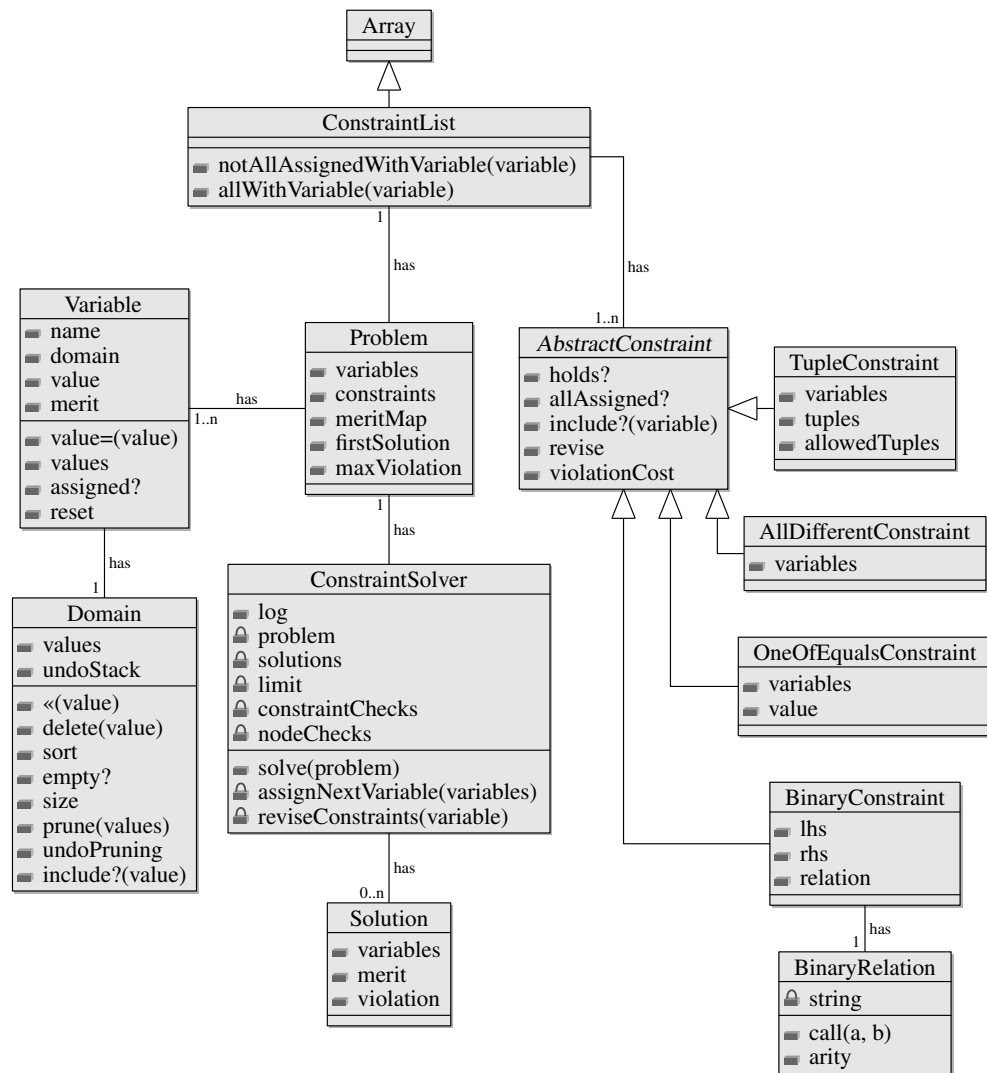 Array
ConstraintList
notAllAssignedWithVariable(variable)
allWithVariable(variable)
1
has
has
1..n
Variable
name
domain
value
merit
value=(value)
values
assigned?
reset
has
1..n
Problem
variables
constraints
meritMap
firstSolution
maxViolation
AbstractConstraint
holds?
allAssigned?
include?(variable)
revise
violationCost
TupleConstraint
variables
tuples
allowedTuples
1
has
has
1
AllDifferentConstraint
variables
Domain
values
undoStack
«(value)
delete(value)
sort
empty?
size
prune(values)
undoPruning
include?(value)
ConstraintSolver
log
problem
solutions
limit
constraintChecks
nodeChecks
solve(problem)
assignNextVariable(variables)
reviseConstraints(variable)
OneOfEqualsConstraint
variables
value
BinaryConstraint
lhs
rhs
relation
has
0..n
Solution
variables
merit
violation
has
1
BinaryRelation
string
call(a, b)
arity